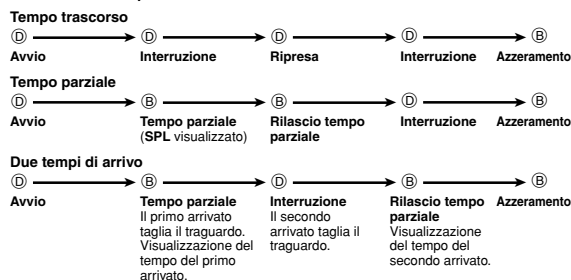 Tempo trascorso
Ⓓ Ⓓ Ⓓ Ⓓ Ⓑ
Avvio Interruzione Ripresa Interruzione Azzeramento
Tempo parziale
Ⓓ Ⓑ Ⓑ Ⓓ Ⓑ
Avvio Tempo parziale (SPL visualizzato) Rilascio tempo parziale Interruzione Azzeramento
Due tempi di arrivo
Ⓓ Ⓑ Ⓓ Ⓑ Ⓑ
Avvio
Tempo parziale
Il primo arrivato
taglia il traguardo.
Visualizzazione del
tempo del primo
arrivato.
Interruzione
Il secondo
arrivato taglia il
traguardo.
Rilascio tempo
parziale
Visualizzazione
del tempo del
secondo arrivato.
Azzeramento